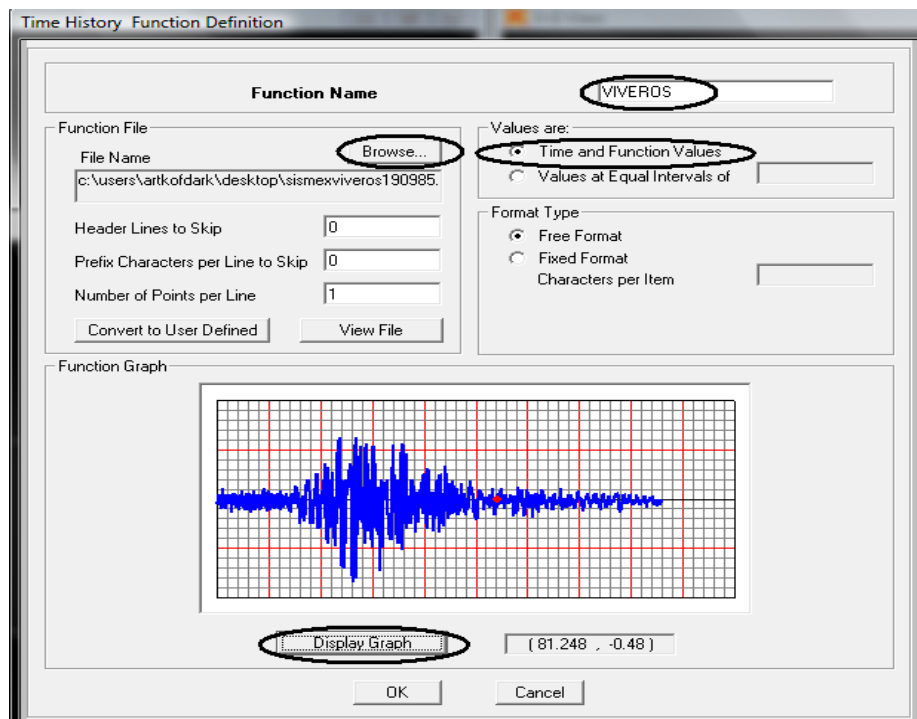 Time History Function Definition
Function Name
VIVEROS
Function File
File Name
Browse...
c:\users\artkofdark\desktop\sismexviveros190985.
Header Lines to Skip
0
Prefix Characters per Line to Skip
0
Number of Points per Line
1
Convert to User Defined
View File
Values are:
Time and Function Values
Values at Equal Intervals of
Format Type
Free Format
Fixed Format
Characters per Item
Function Graph
Display Graph
( 81.248 , -0.48 )
OK
Cancel